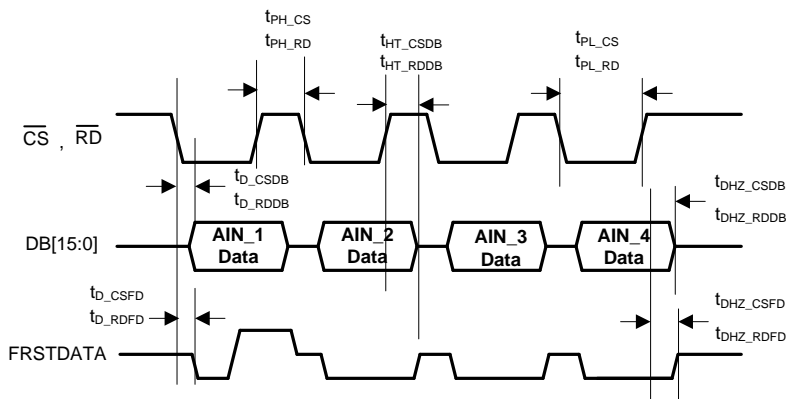 tPH_CS
tPH_RD
tHT_CSDB
tHT_RDDB
tPL_CS
tPL_RD
CS , RD
tD_CSDB
tD_RDDB
tDHZ_CSDB
tDHZ_RDDB
DB[15:0]
AIN_1 Data
AIN_2 Data
AIN_3 Data
AIN_4 Data
tD_CSFD
tD_RDFD
tDHZ_CSFD
tDHZ_RDFD
FRSTDATA